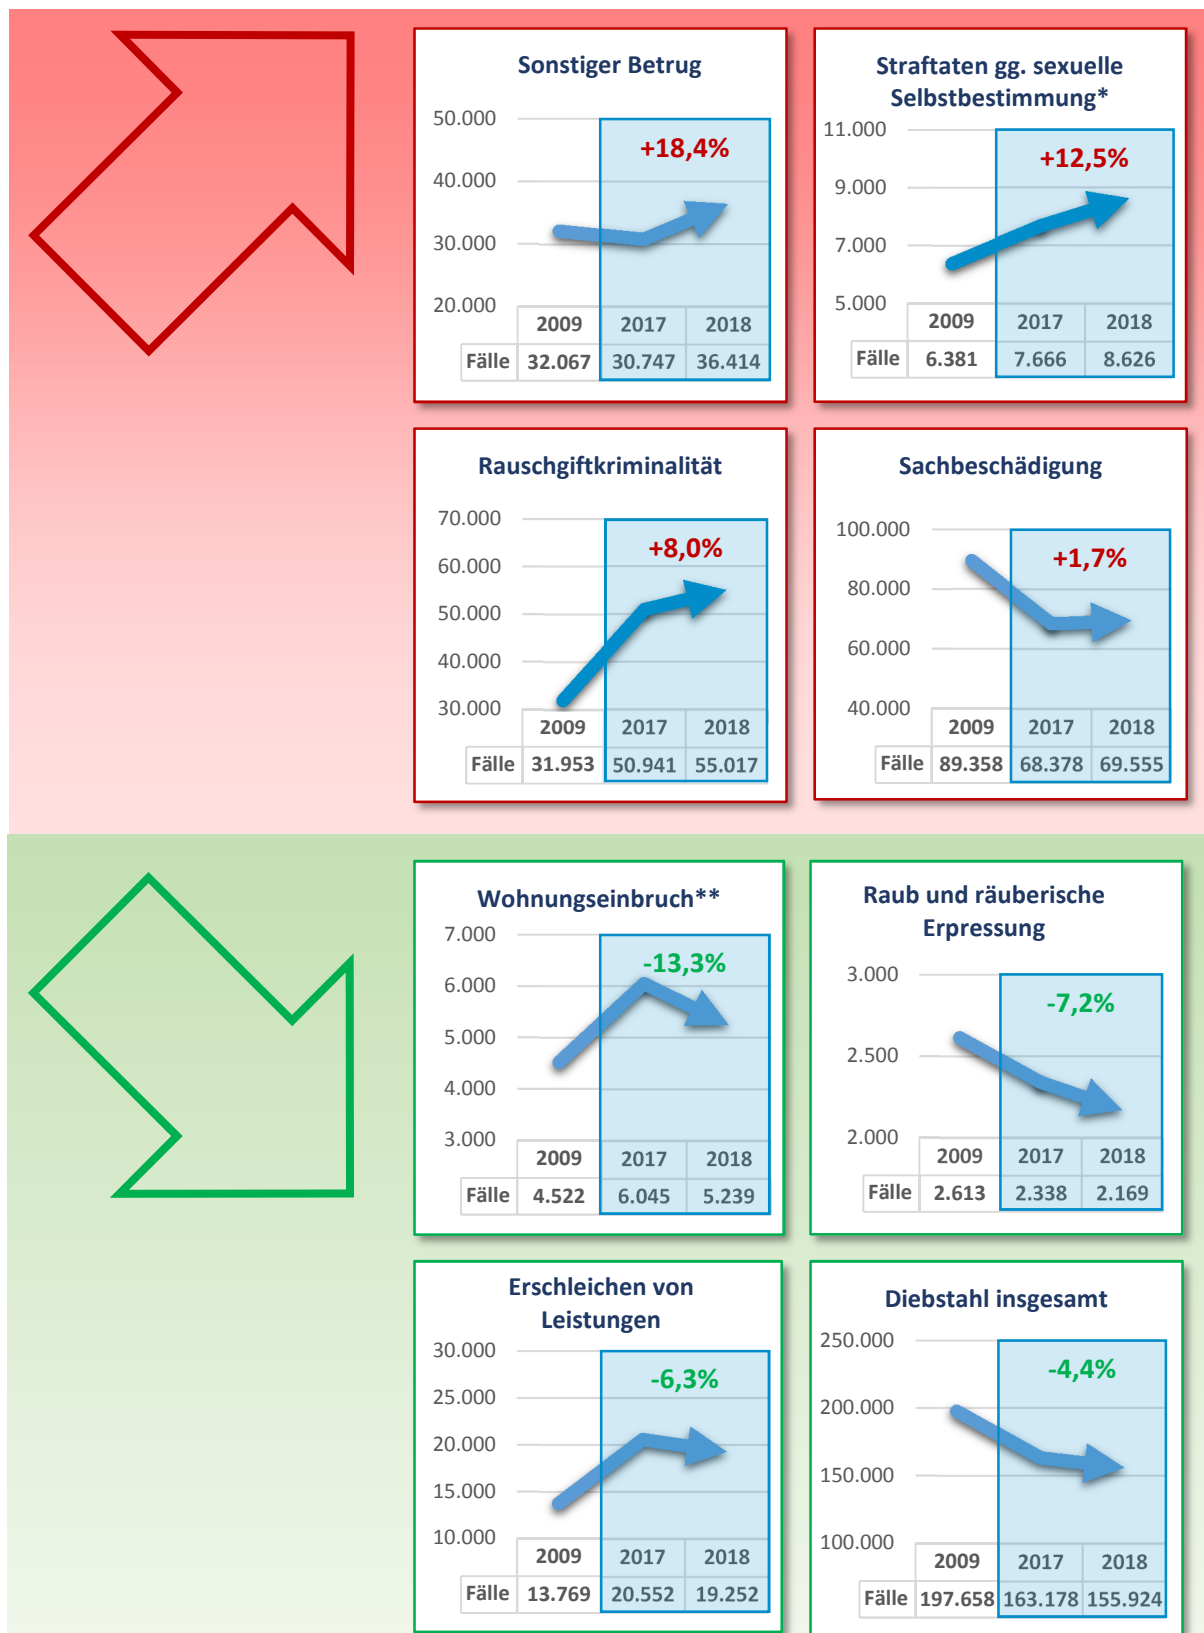 Sonstiger Betrug
50.000
+18,4%
40.000
30.000
20.000
2009 2017 2018
Fälle 32.067 30.747 36.414
Straftaten gg. sexuelle
Selbstbestimmung*
11.000
+12,5%
9.000
7.000
5.000
2009 2017 2018
Fälle 6.381 7.666 8.626
Rauschgiftkriminalität
70.000
+8,0%
60.000
50.000
40.000
30.000
2009 2017 2018
Fälle 31.953 50.941 55.017
Sachbeschädigung
100.000
+1,7%
80.000
60.000
40.000
2009 2017 2018
Fälle 89.358 68.378 69.555
Wohnungseinbruch**
7.000
-13,3%
6.000
5.000
4.000
3.000
2009 2017 2018
Fälle 4.522 6.045 5.239
Raub und räuberische
Erpressung
3.000
-7,2%
2.500
2.000
2009 2017 2018
Fälle 2.613 2.338 2.169
Erschleichen von
Leistungen
30.000
-6,3%
25.000
20.000
15.000
10.000
2009 2017 2018
Fälle 13.769 20.552 19.252
Diebstahl insgesamt
250.000
-4,4%
200.000
150.000
100.000
2009 2017 2018
Fälle 197.658 163.178 155.924